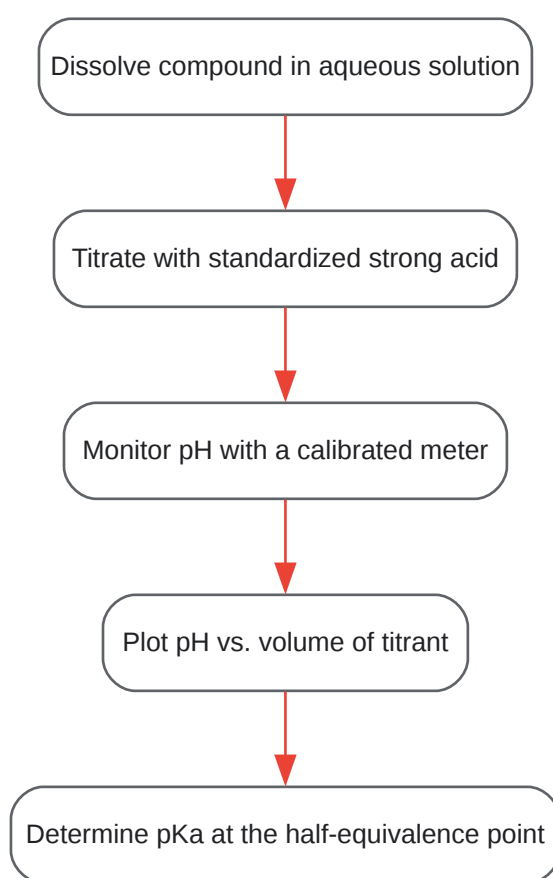 Dissolve compound in aqueous solution
Titrate with standardized strong acid
Monitor pH with a calibrated meter
Plot pH vs. volume of titrant
Determine pKa at the half-equivalence point